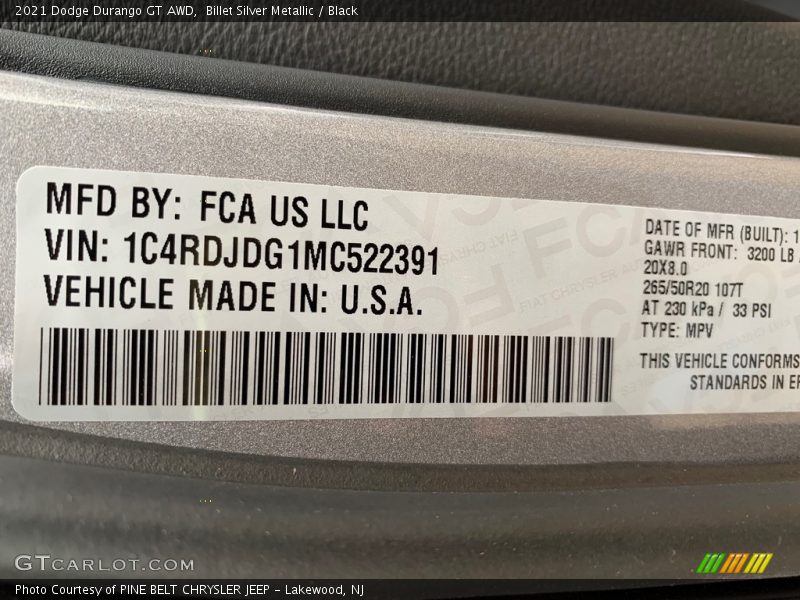 2021 Dodge Durango GT AWD,  Billet Silver Metallic / Black
MFD BY: FCA US LLC
VIN: 1C4RDJDG1MC522391
VEHICLE MADE IN: U.S.A.
DATE OF MFR (BUILT): 1
GAWR FRONT: 3200 LB
20X8.0
265/50R20 107T
AT 230 kPa / 33 PSI
TYPE: MPV
THIS VEHICLE CONFORMS
STANDARDS IN EF
GTCARLOT.COM
Photo Courtesy of PINE BELT CHRYSLER JEEP - Lakewood, NJ